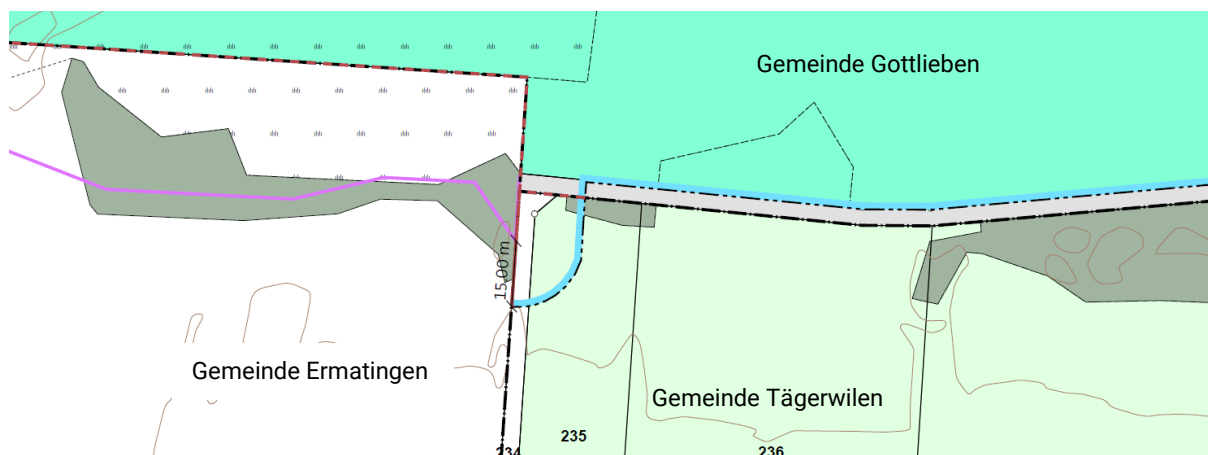 Gemeinde Gottlieben
15.00 m
Gemeinde Ermatingen
Gemeinde Tägerwilen
235
234
236